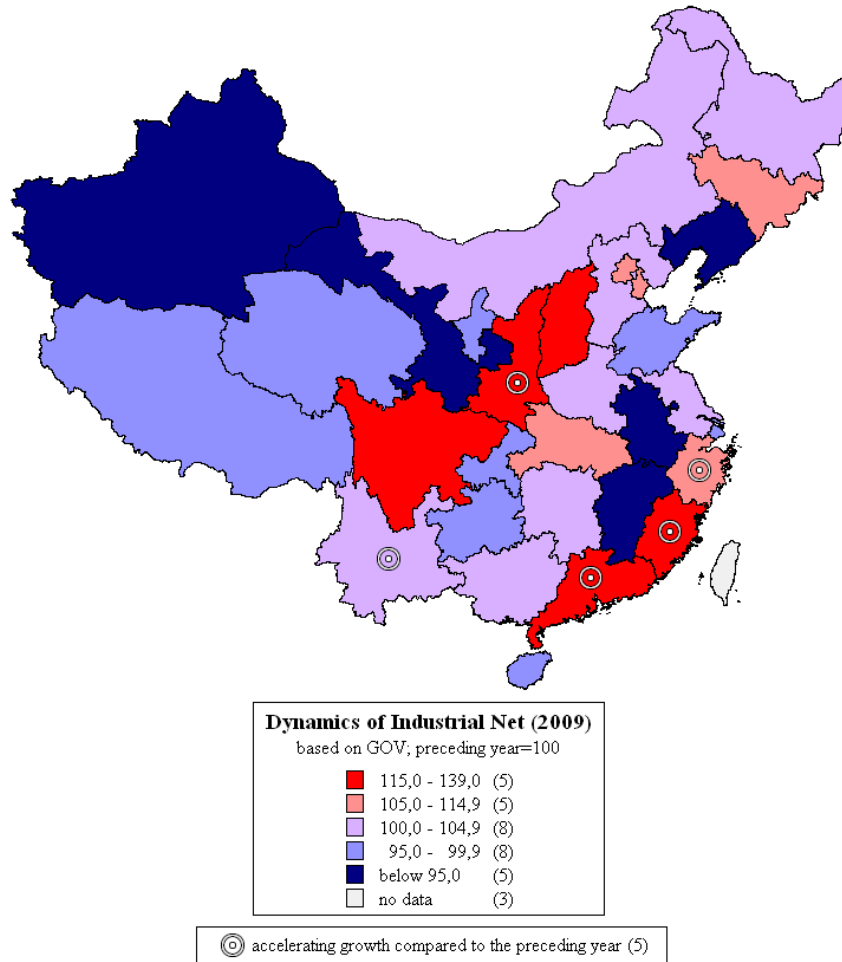 Dynamics of Industrial Net (2009)
based on GOV; preceding year=100
115,0 - 139,0 (5)
105,0 - 114,9 (5)
100,0 - 104,9 (8)
95,0 - 99,9 (8)
below 95,0 (5)
no data (3)
accelerating growth compared to the preceding year (5)